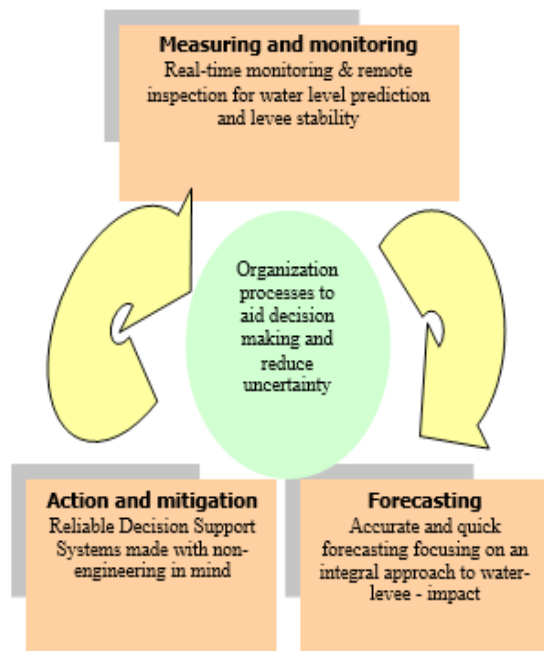 Measuring and monitoring
Real-time monitoring & remote
inspection for water level prediction
and levee stability
Organization
processes to
aid decision
making and
reduce
uncertainty
Action and mitigation
Reliable Decision Support
Systems made with non-
engineering in mind
Forecasting
Accurate and quick
forecasting focusing on an
integral approach to water-
levee - impact